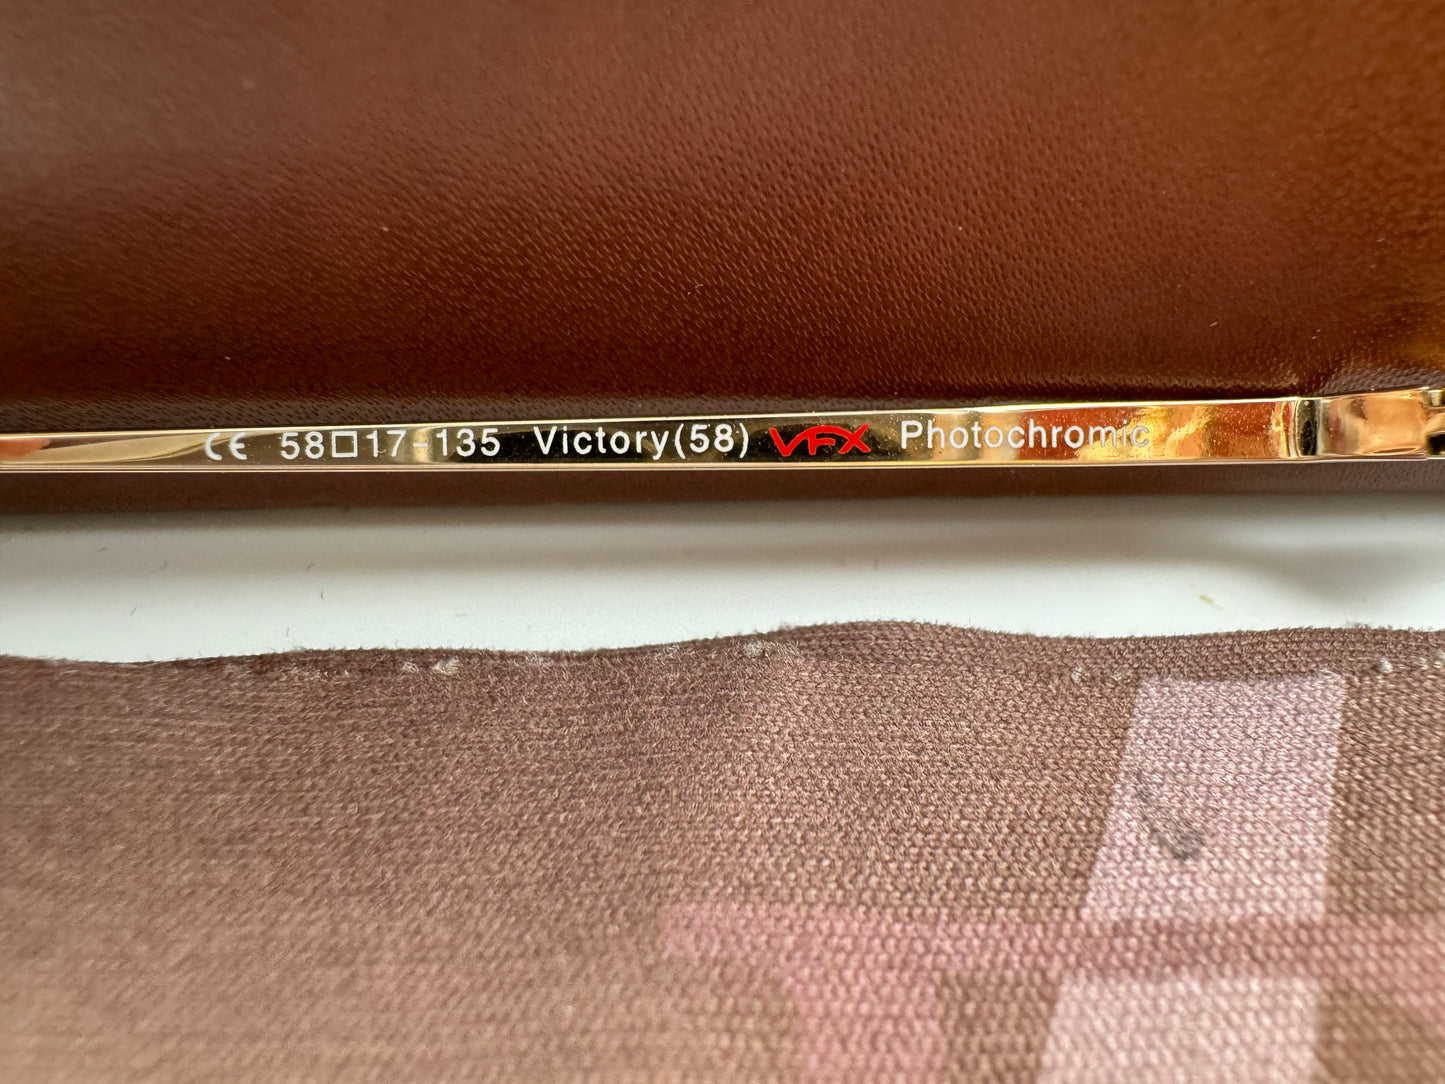 CE 58□17-135 Victory(58) VFX Photochromic